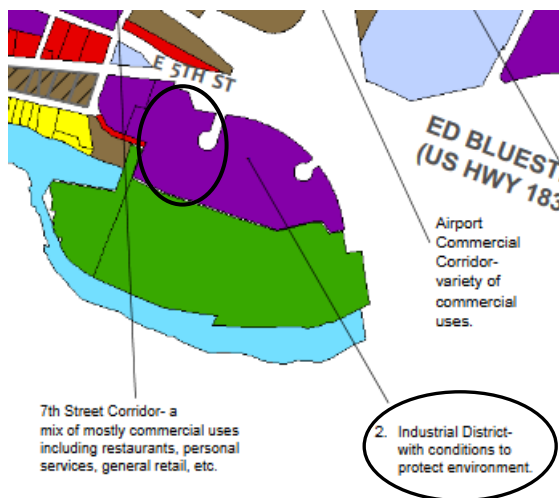 E 5TH ST
ED BLUEST
(US HWY 183
Airport
Commercial
Corridor-
variety of
commercial
uses.
7th Street Corridor- a
mix of mostly commercial uses
including restaurants, personal
services, general retail, etc.
2. Industrial District-
with conditions to
protect environment.